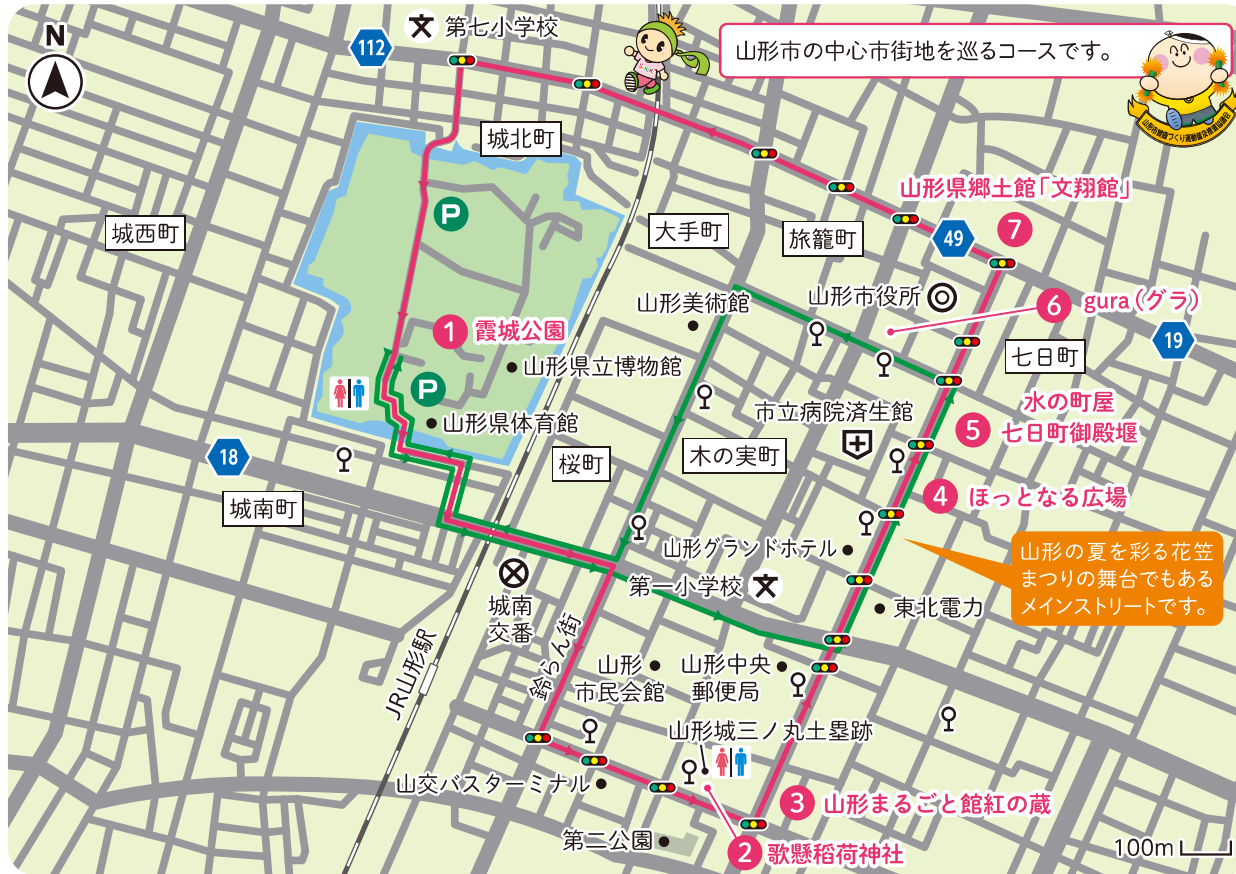 N
112
第七小学校
山形市の中心市街地を巡るコースです。
城北町
P
城西町
大手町
旅籠町
山形県郷土館「文翔館」
49
7
山形美術館
山形市役所
6 gura（グラ）
19
1 霞城公園
七日町
山形県立博物館
P
市立病院済生館
水の町屋
5 七日町御殿堰
山形県体育館
18
桜町
木の実町
城南町
4 ほっとなる広場
山形グランドホテル
山形の夏を彩る花笠
まつりの舞台でもある
メインストリートです。
第一小学校
城南
交番
東北電力
鈴らん街
JR山形駅
山形
市民会館
山形中央
郵便局
山形城三ノ丸土塁跡
山交バスターミナル
3 山形まるごと館紅の蔵
第二公園
2 歌懸稲荷神社
100m